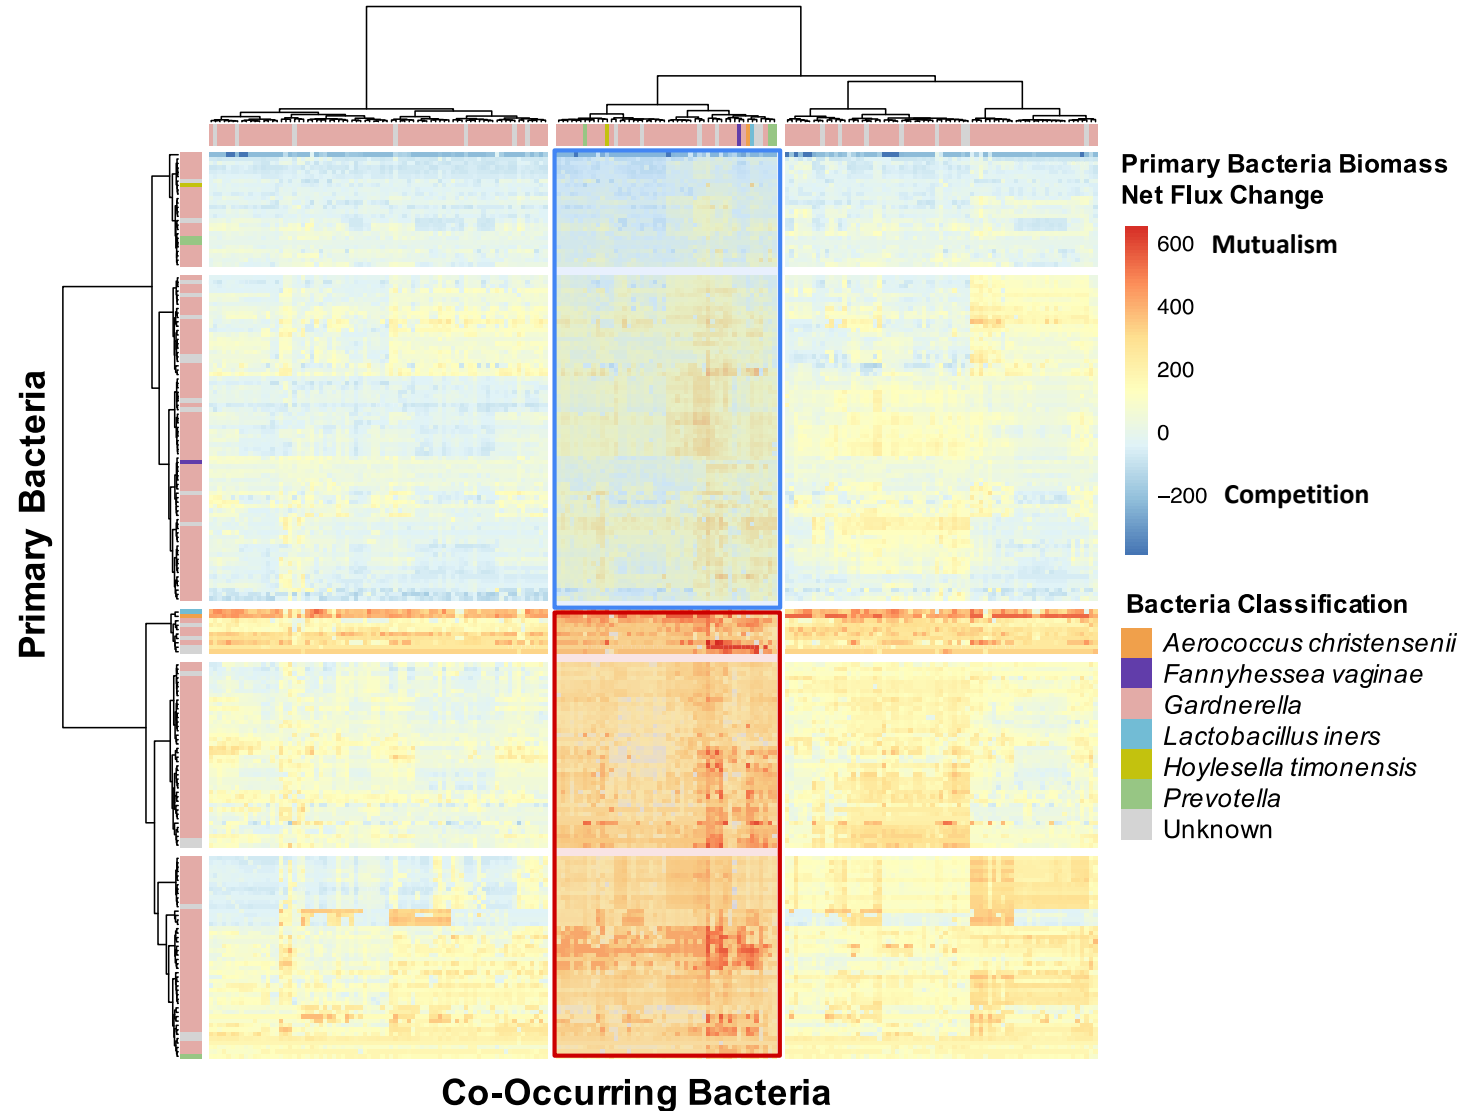 Primary Bacteria Biomass
Net Flux Change
600 Mutualism
400
200
0
−200 Competition
Primary Bacteria
Bacteria Classification
Aerococcus christensenii
Fannyhessea vaginae
Gardnerella
Lactobacillus iners
Hoylesella timonensis
Prevotella
Unknown
Co-Occurring Bacteria